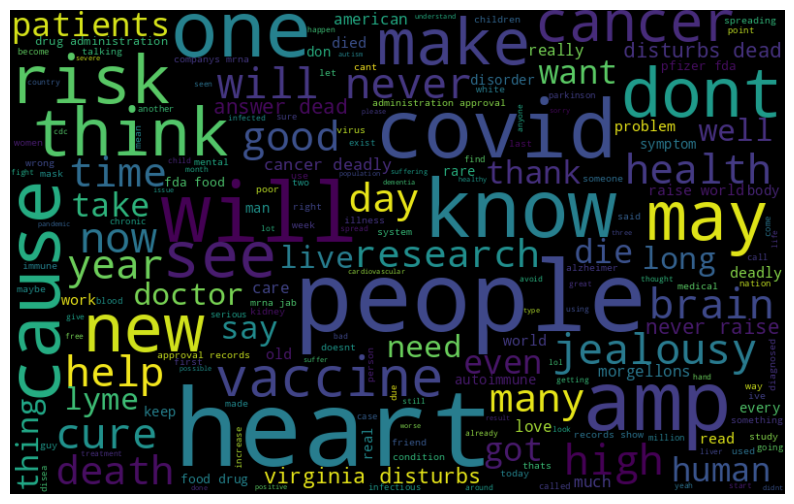 patients
one
make
cancer
american
children
drug administration
happen
understand
spreading
point
become
talking
autism
don
died
really
disturbs dead
severe
companys mrna
cant
let
risk
will
never
want
pfizer fda
dont
country
cdc
another
seen
disorder
white
parkinson
answer dead
administration approval
think
infected
virus
please
anyone
covid
good
problem
well
women
mean
sure
exist
symptom
wrong
child
mental
cancer deadly
time
thank
health
last
find
suffering
fight
mask
month
rare
someone
issue
fda food
two
use
dementia
healthy
raise world
body
poor
day
population
take
chronic
man
right
will
know
may
pandemic
lot
spread
week
illness
said
three
come
life
now
see
live
research
die
long
call
immune
system
year
care
cardiovascular
alzheimer
deadly
maybe
work
blood
mrna jab
avoid
thought
medical
nation
doctor
kidney
type
great
using
brain
cause
people
give
serious
new
say
never raise
free
approval records
need
bad
world
possible
first
old
doesnt
even
lol
jealousy
help
suffer
person
autoimmune
getting
hand
morgellons
diagnosed
vaccine
due
way
ive
thing
lyme
made
many
every
something
keep
case
still
love
amp
read
look
heart
friend
already
guy
cure
real
records show
million
study
increase
worse
got
going
condition
result
thats
liver
used
disea
treatment
death
today
high
human
food drug
virginia disturbs
much
yeah
start
done
positive
infectious
around
called
didnt